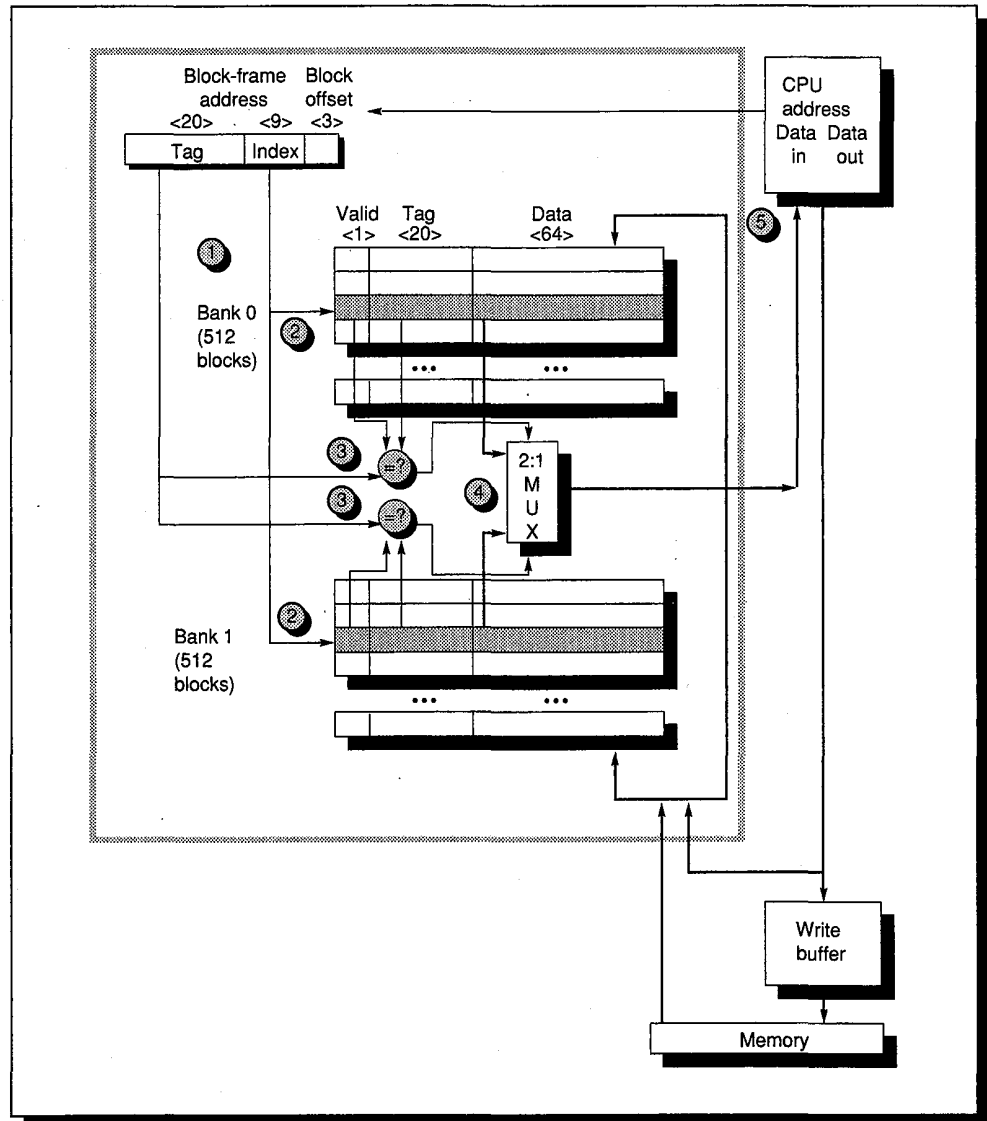 Block-frame
address
Block
offset
<20>
<9>
<3>
Tag
Index
CPU
address
Data Data
in out
1
Valid
<1>
Tag
<20>
Data
<64>
5
Bank 0
(512
blocks)
2
••• •••
3
=?
3
=?
4
2:1
M
U
X
2
Bank 1
(512
blocks)
••• •••
Write
buffer
Memory